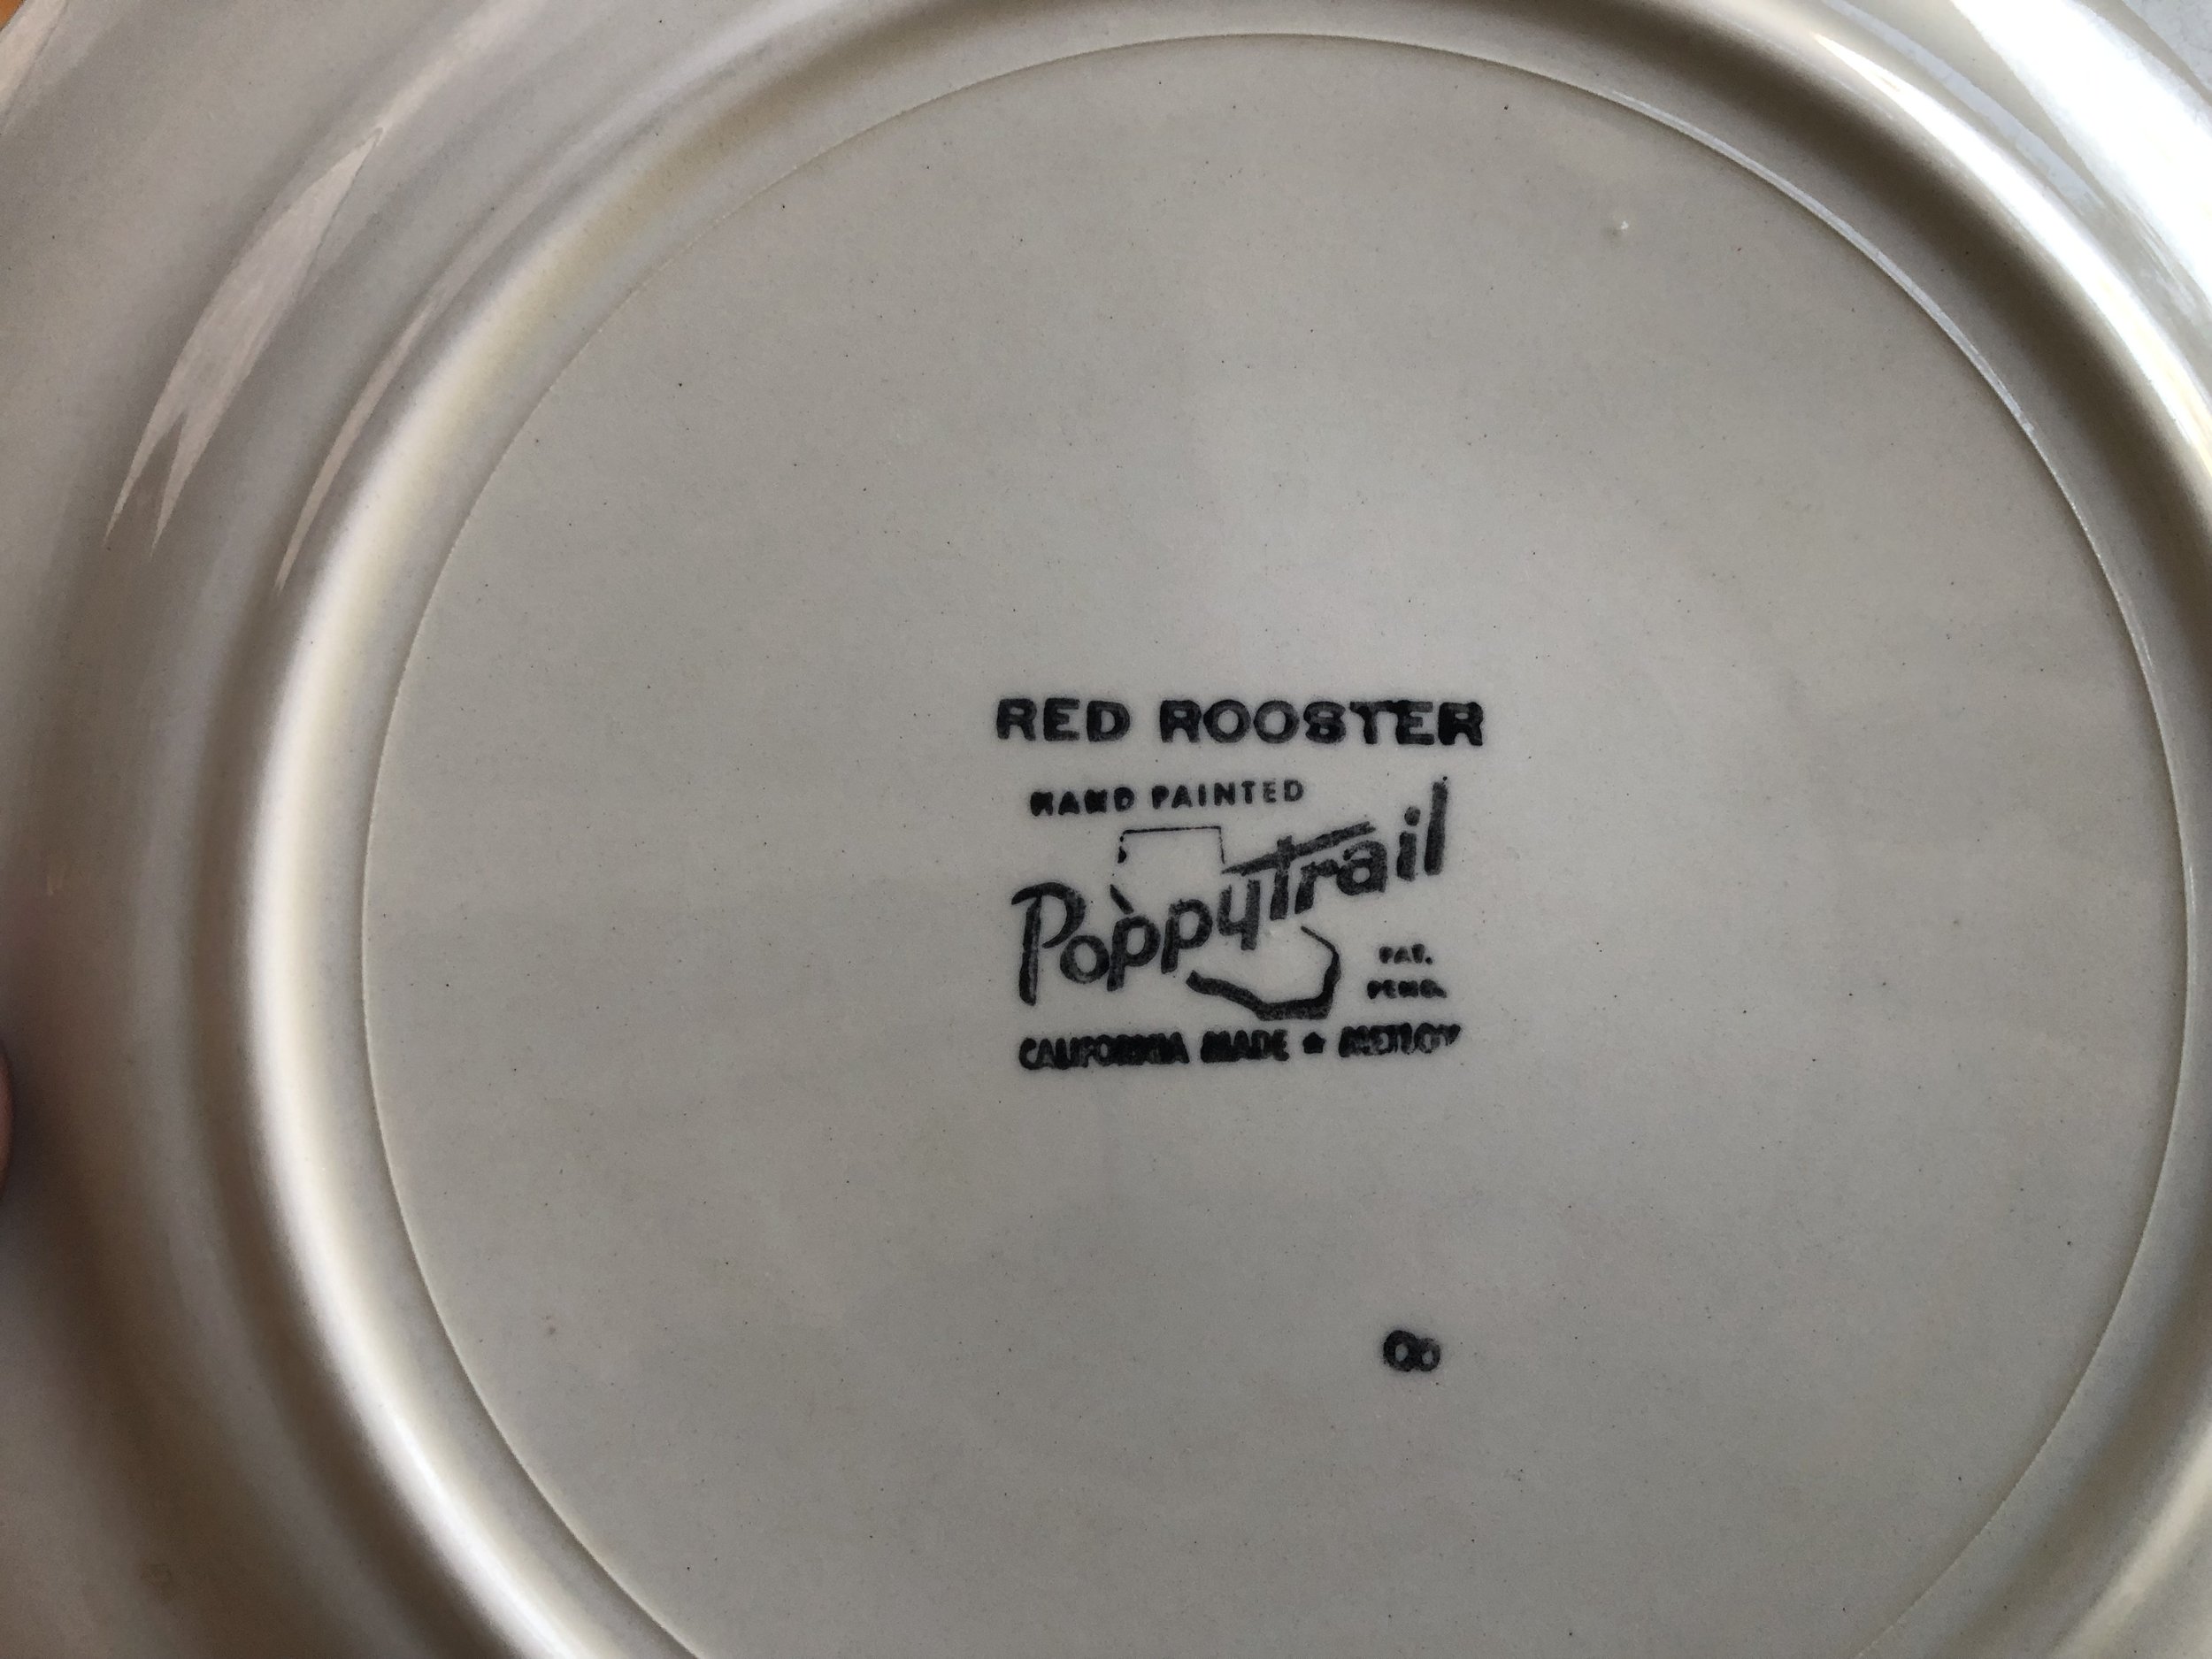 RED ROOSTER
HAND PAINTED
Poppytrail
PAT.
PEND.
CALIFORNIA MADE ★ METLOX